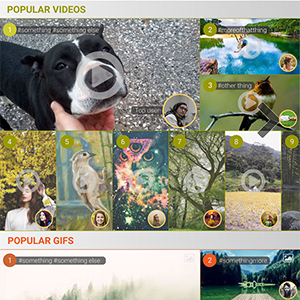 POPULAR VIDEOS
1 #something #something else
2 #moreofthatthing
Top user
3 #other thing
4 5 6 7 8 9
POPULAR GIFS
1 #something #something else
2 #somethingmore